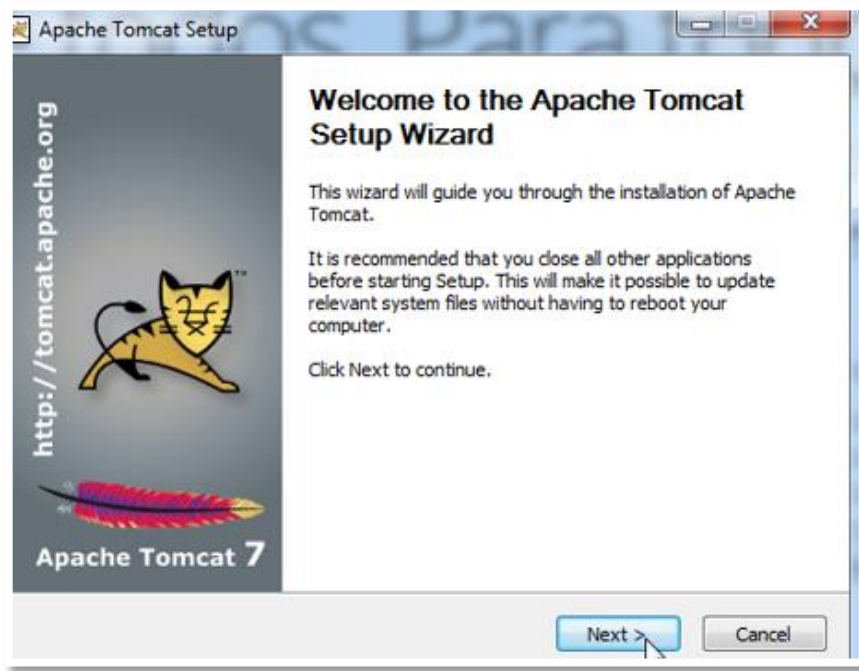 Apache Tomcat Setup
Para
Welcome to the Apache Tomcat
Setup Wizard
This wizard will guide you through the installation of Apache
Tomcat.
It is recommended that you close all other applications
before starting Setup. This will make it possible to update
relevant system files without having to reboot your
computer.
Click Next to continue.
http://tomcat.apache.org
TM
Apache Tomcat 7
Next >
Cancel